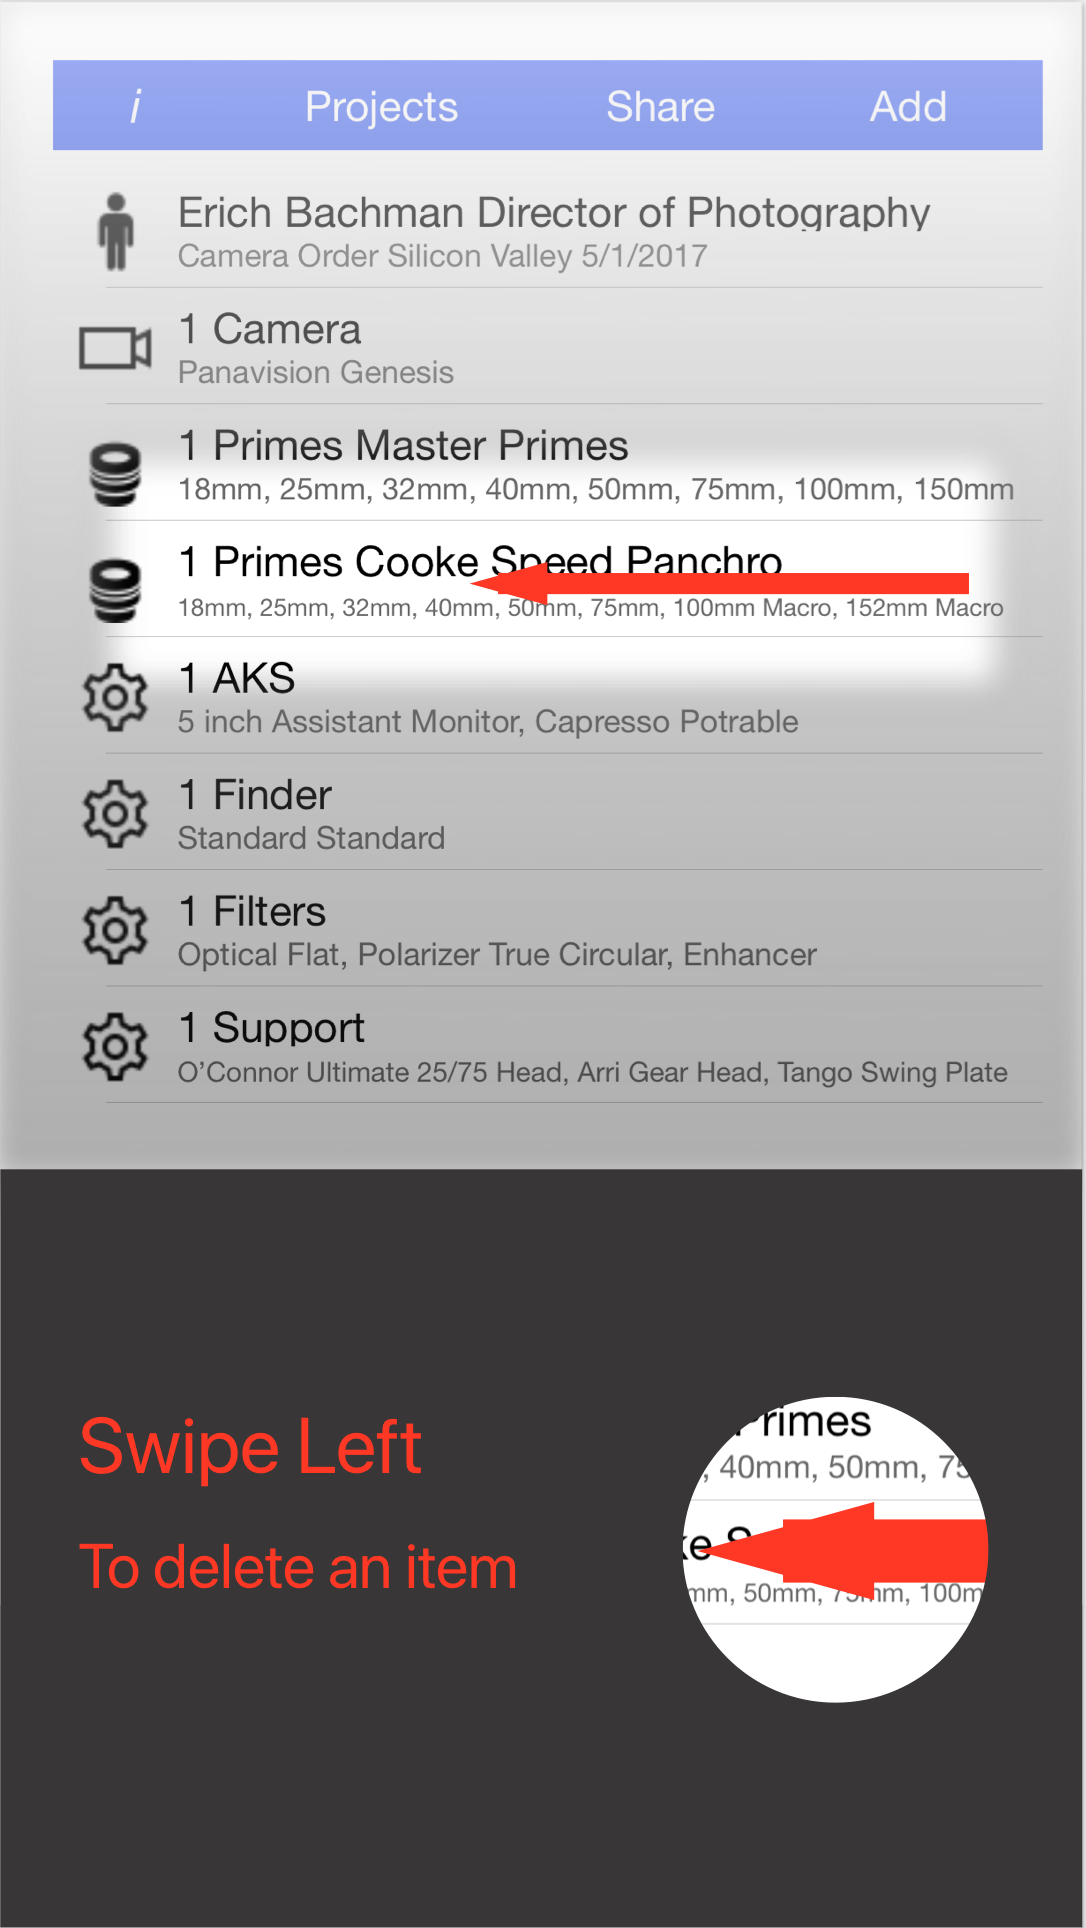 i Projects Share Add
Erich Bachman Director of Photography
Camera Order Silicon Valley 5/1/2017
1 Camera
Panavision Genesis
1 Primes Master Primes
18mm, 25mm, 32mm, 40mm, 50mm, 75mm, 100mm, 150mm
1 Primes Cooke Speed Panchro
18mm, 25mm, 32mm, 40mm, 50mm, 75mm, 100mm Macro, 152mm Macro
1 AKS
5 inch Assistant Monitor, Capresso Potrable
1 Finder
Standard Standard
1 Filters
Optical Flat, Polarizer True Circular, Enhancer
1 Support
O’Connor Ultimate 25/75 Head, Arri Gear Head, Tango Swing Plate
Swipe Left
To delete an item
Primes
, 40mm, 50mm, 75
ke S
mm, 50mm, 75mm, 100m